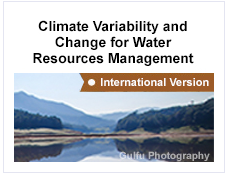 Climate Variability and
Change for Water
Resources Management
International Version
Gulfu Photography